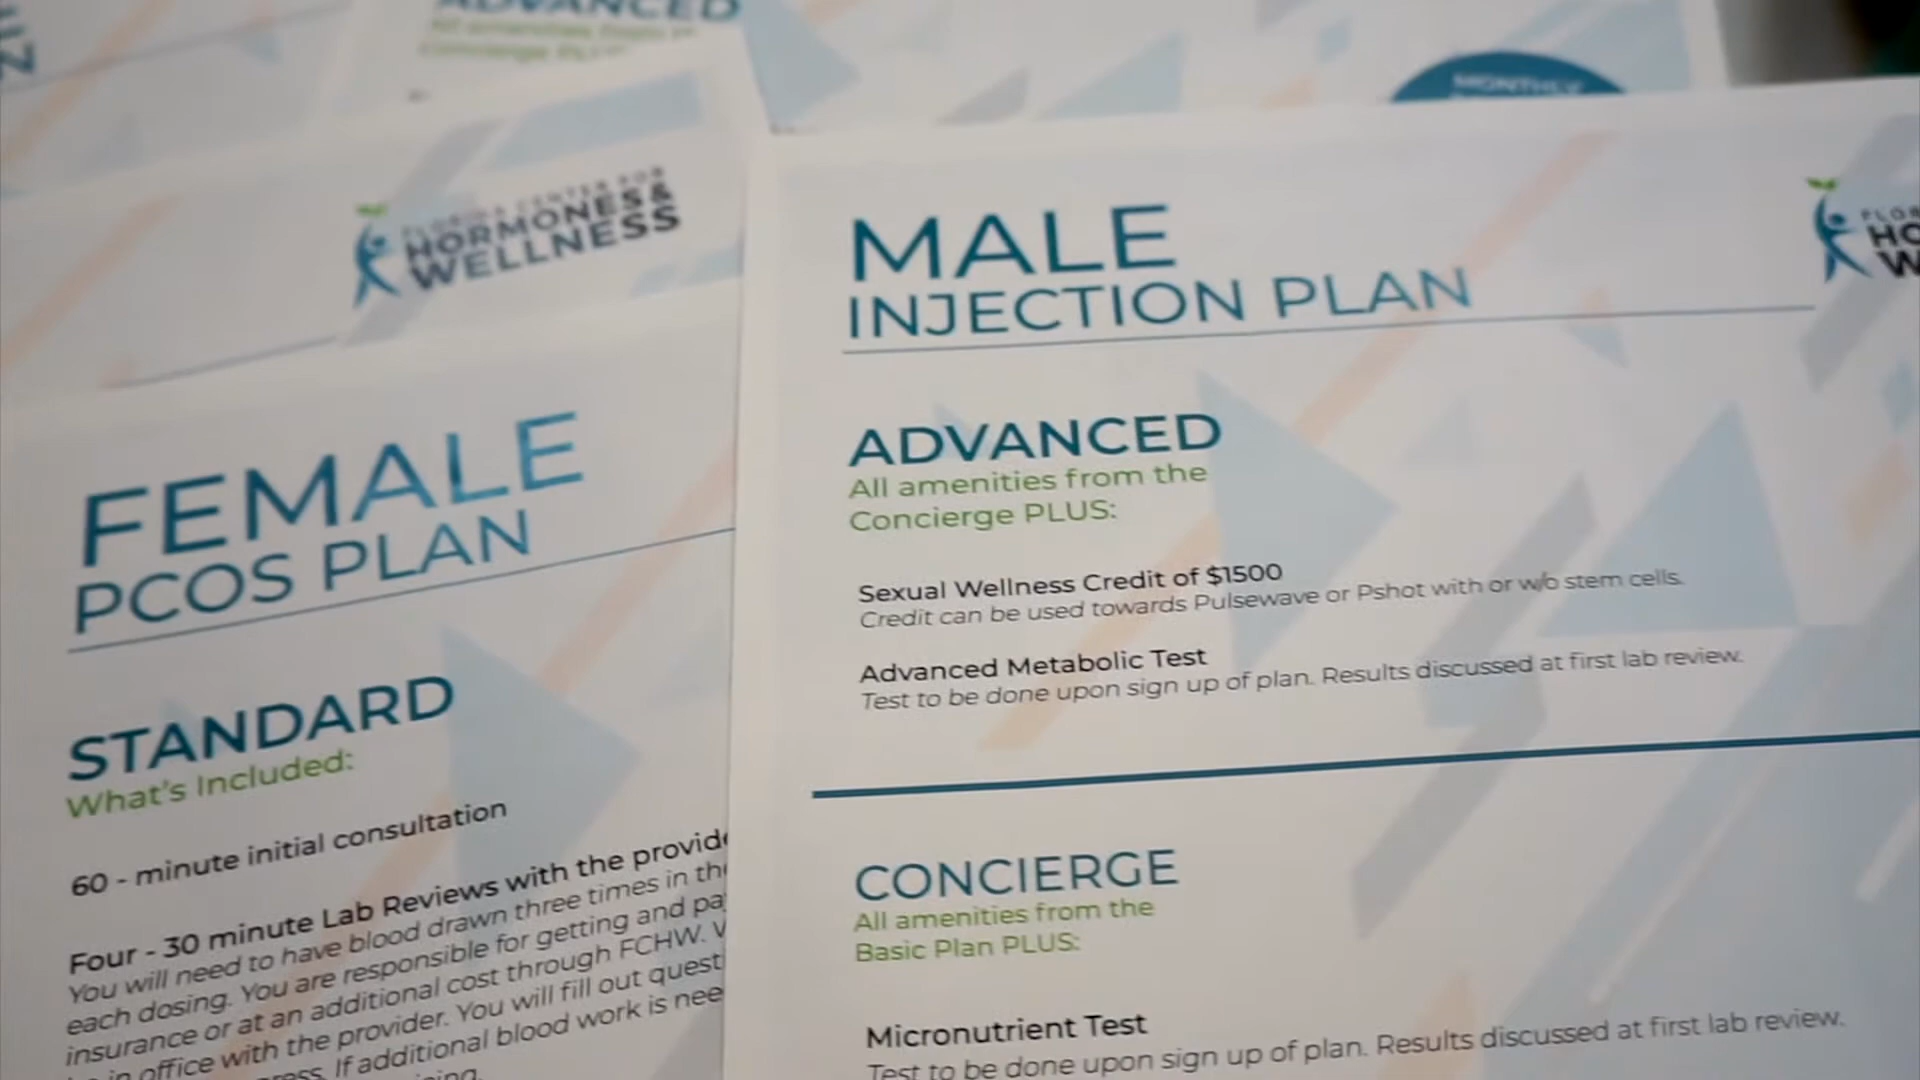 ADVANCED
Concierge PLUS:
MONTHLY
FLORIDA CENTER FOR
HORMONES&
WELLNESS
FEMALE
PCOS PLAN
STANDARD
What's Included:
60 - minute initial consultation
Four - 30 minute Lab Reviews with the
You will need to have blood drawn three times in
each dosing. You are responsible for getting and
insurance or at an additional cost through FCHW.
in office with the provider. You will fill out
If additional blood work is
MALE
INJECTION PLAN
ADVANCED
All amenities from the
Concierge PLUS:
Sexual Wellness Credit of $1500
Credit can be used towards Pulsewave or Pshot with or w/o stem cells.
Advanced Metabolic Test
Test to be done upon sign up of plan. Results discussed at first lab review.
CONCIERGE
All amenities from the
Basic Plan PLUS:
Micronutrient Test
Test to be done upon sign up of plan. Results discussed at first lab review.